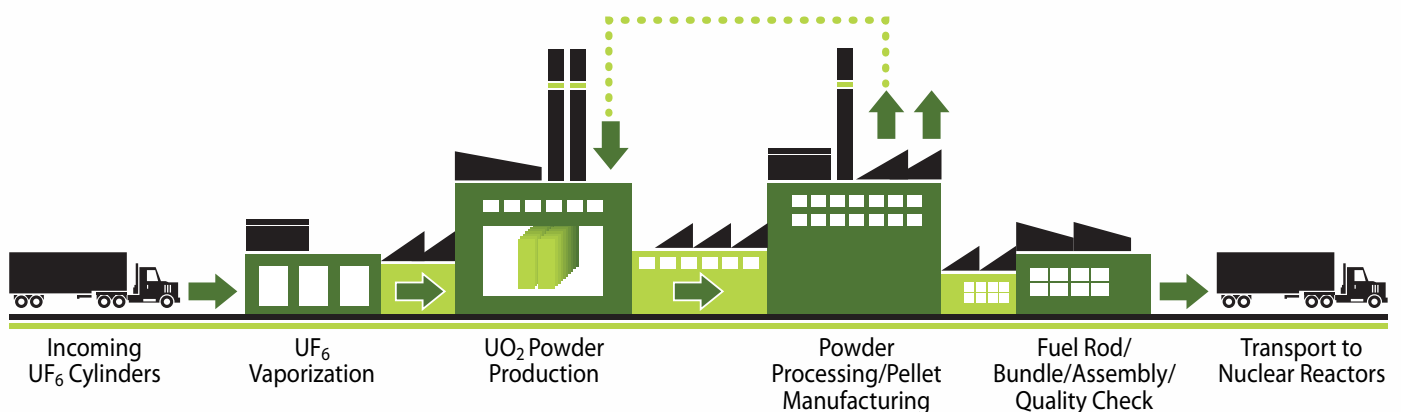 Incoming
UF₆ Cylinders
UF₆
Vaporization
UO₂ Powder
Production
Powder
Processing/Pellet
Manufacturing
Fuel Rod/
Bundle/Assembly/
Quality Check
Transport to
Nuclear Reactors